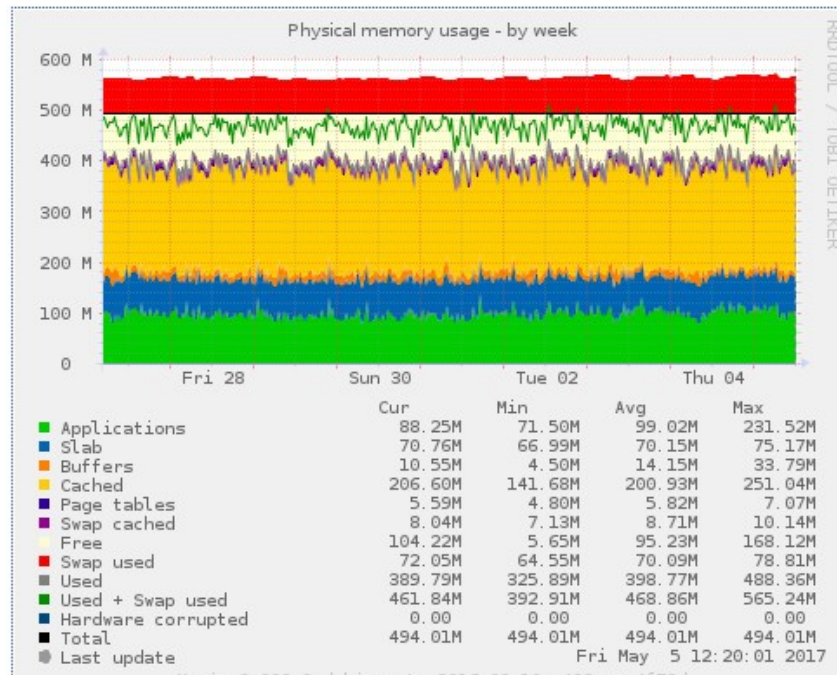 Physical memory usage - by week
RRDTOOL / TOBI OETIKER
600 M
500 M
400 M
300 M
200 M
100 M
0
Fri 28 Sun 30 Tue 02 Thu 04
Cur Min Avg Max
Applications 88.25M 71.50M 99.02M 231.52M
Slab 70.76M 66.99M 70.15M 75.17M
Buffers 10.55M 4.50M 14.15M 33.79M
Cached 206.60M 141.68M 200.93M 251.04M
Page tables 5.59M 4.80M 5.82M 7.07M
Swap cached 8.04M 7.13M 8.71M 10.14M
Free 104.22M 5.65M 95.23M 168.12M
Swap used 72.05M 64.55M 70.09M 78.81M
Used 389.79M 325.89M 398.77M 488.36M
Used + Swap used 461.84M 392.91M 468.86M 565.24M
Hardware corrupted 0.00 0.00 0.00 0.00
Total 494.01M 494.01M 494.01M 494.01M
Last update Fri May 5 12:20:01 2017